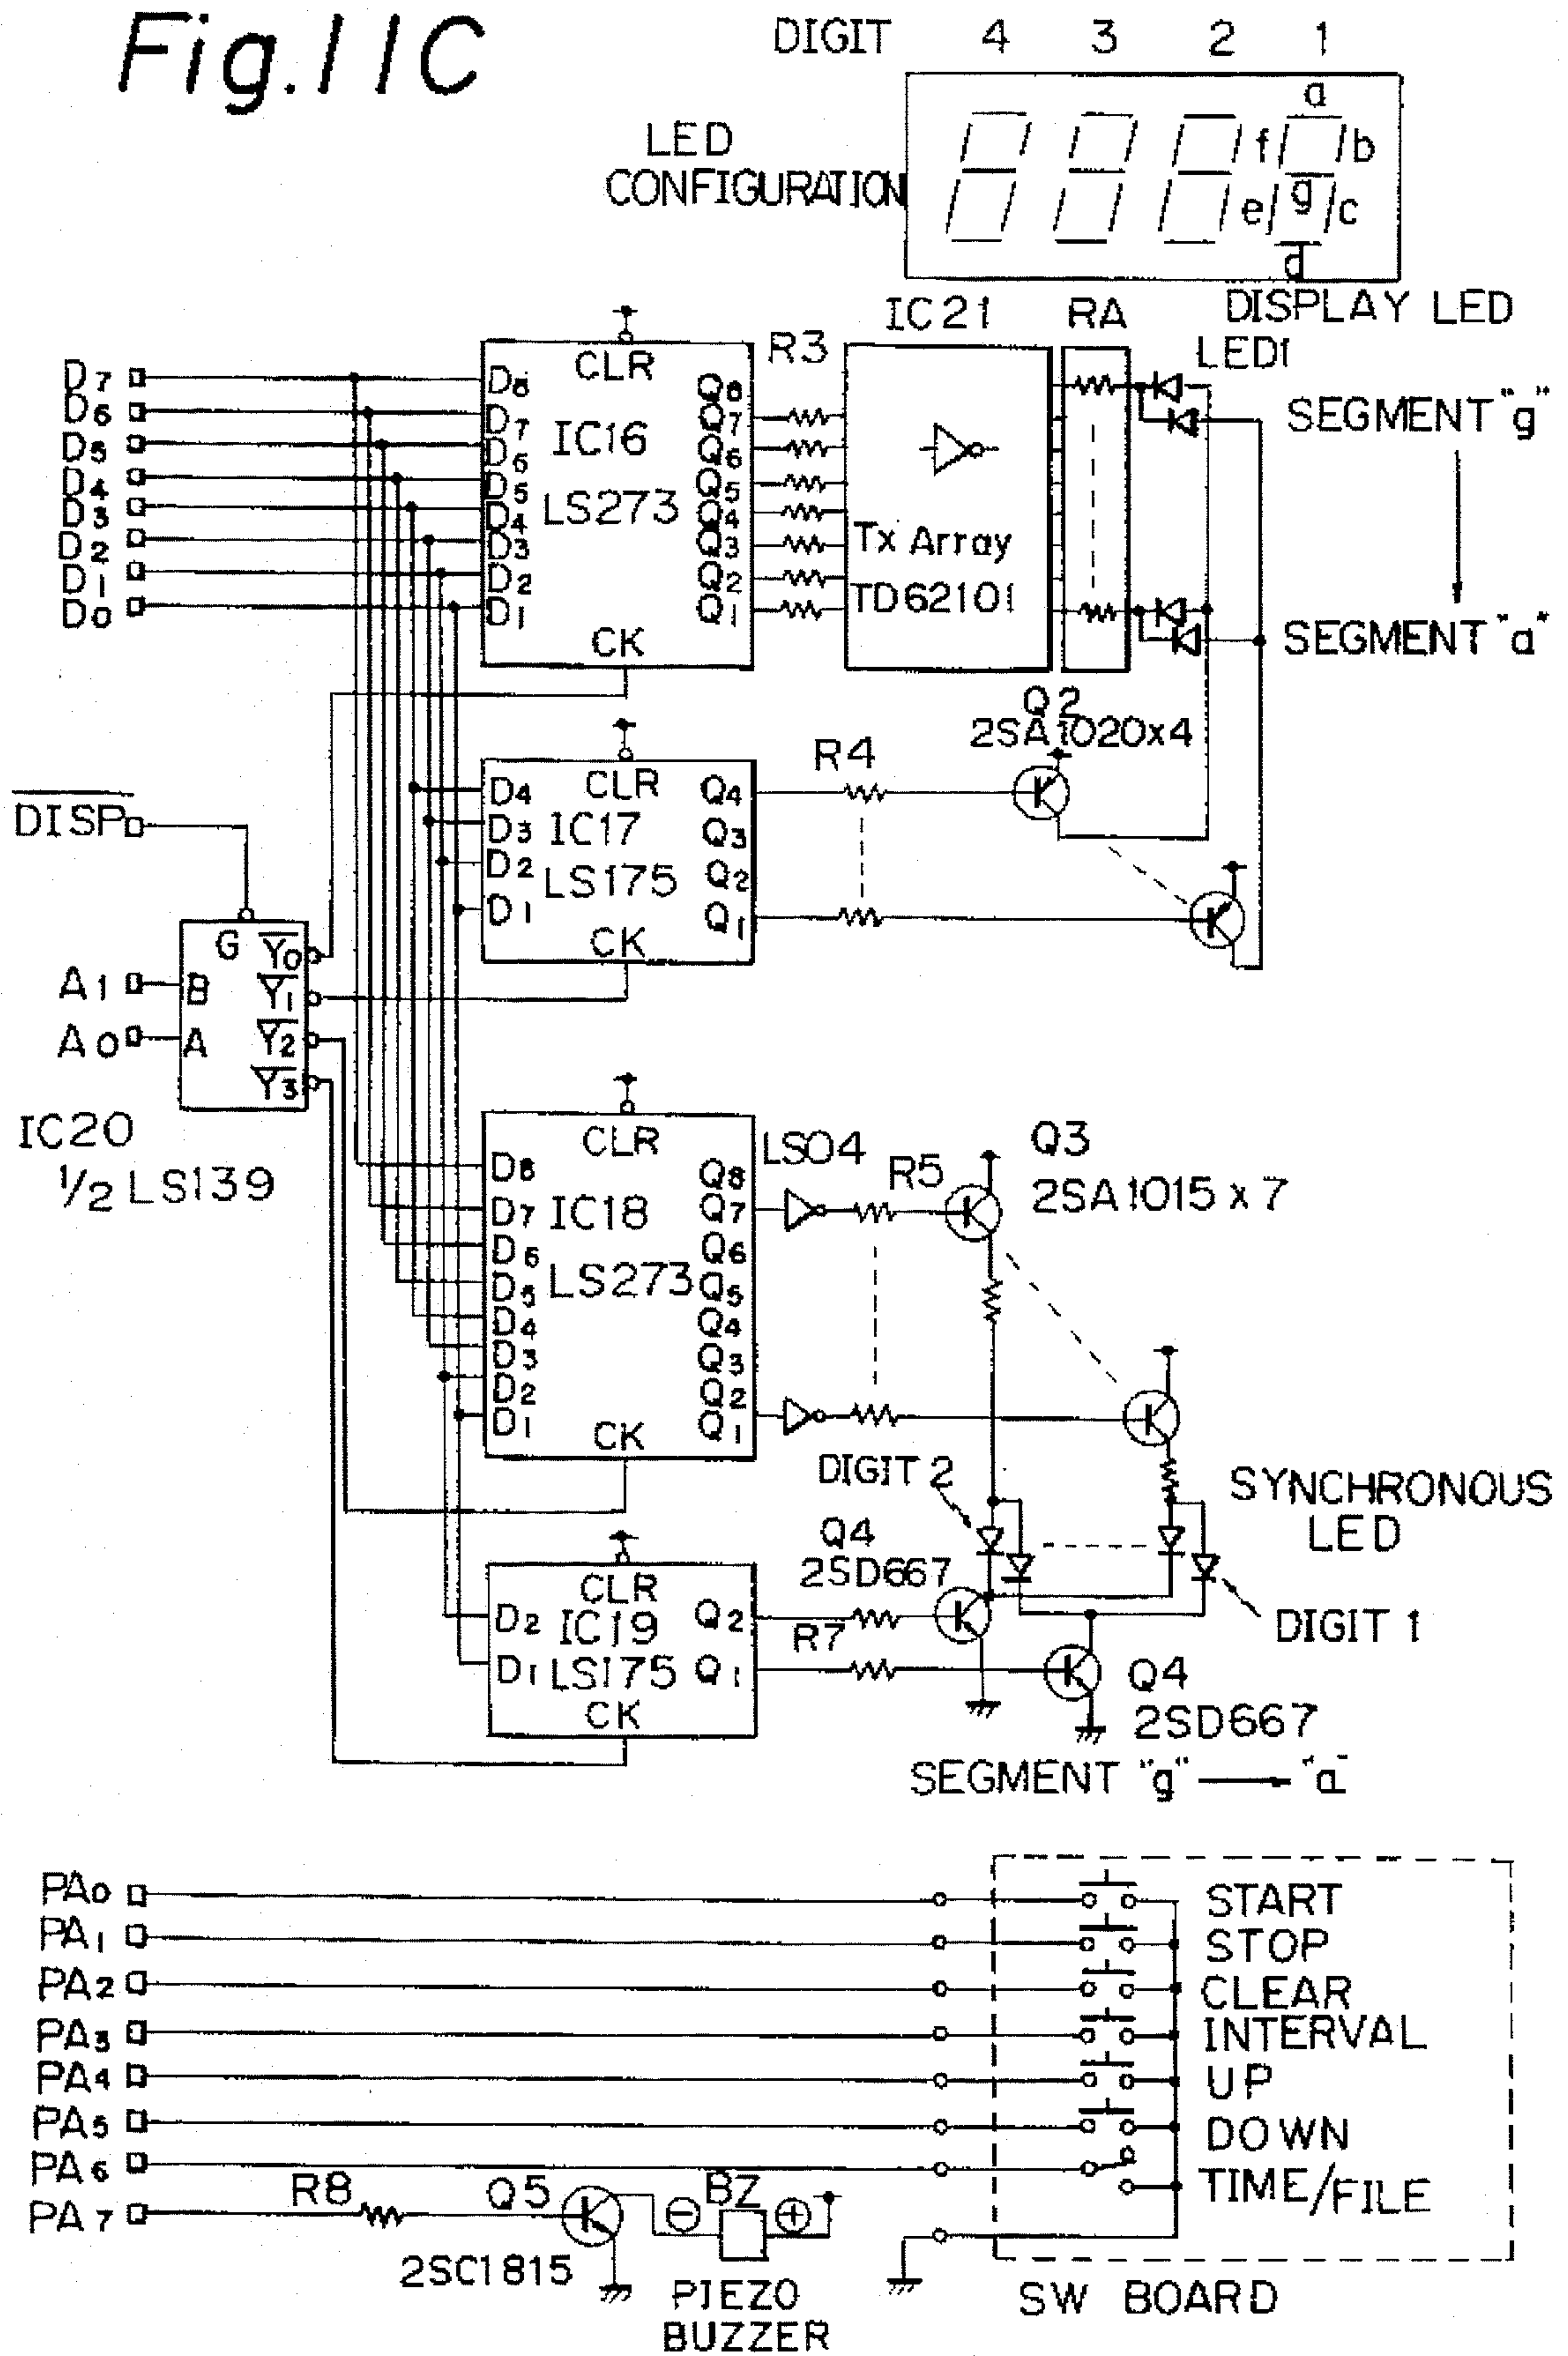 Fig.11C
DIGIT 4 3 2 1
LED
CONFIGURATION
a
f b
g
e c
d
DISPLAY LED
LED1
IC21
RA
R3
D7
D6
D5
D4
D3
D2
D1
D0
CLR
IC16
LS273
D8
D7
D6
D5
D4
D3
D2
D1
Q8
Q7
Q6
Q5
Q4
Q3
Q2
Q1
CK
Tx Array
TD62101
SEGMENT "g"
SEGMENT "a"
Q2
2SA1020x4
R4
CLR
IC17
LS175
D4
D3
D2
D1
Q4
Q3
Q2
Q1
CK
DISP
G
A1
A0
B
A
Y0
Y1
Y2
Y3
IC20
1/2 LS139
CLR
IC18
LS273
D8
D7
D6
D5
D4
D3
D2
D1
Q8
Q7
Q6
Q5
Q4
Q3
Q2
Q1
CK
LS04
R5
Q3
2SA1015 x 7
DIGIT 2
SYNCHRONOUS
LED
Q4
2SD667
DIGIT 1
CLR
IC19
LS175
D2
D1
Q2
Q1
CK
R7
Q4
2SD667
SEGMENT "g" → "a"
PA0
PA1
PA2
PA3
PA4
PA5
PA6
PA7
START
STOP
CLEAR
INTERVAL
UP
DOWN
TIME/FILE
R8
Q5
2SC1815
⊖ BZ ⊕
PIEZO
BUZZER
SW BOARD